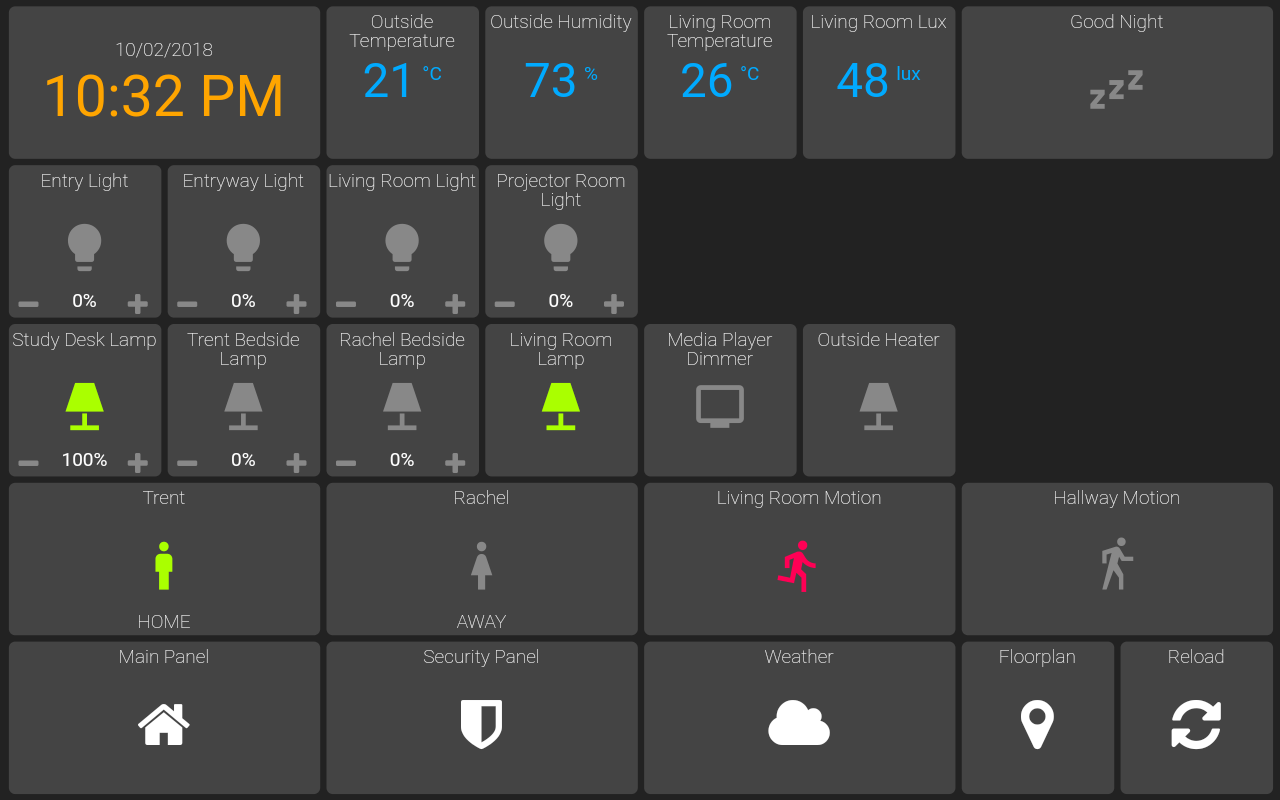 10/02/2018
10:32 PM
Outside
Temperature
21 °C
Outside Humidity
73 %
Living Room
Temperature
26 °C
Living Room Lux
48 lux
Good Night
zzz
Entry Light
0%
Entryway Light
0%
Living Room Light
0%
Projector Room
Light
0%
Study Desk Lamp
100%
Trent Bedside
Lamp
0%
Rachel Bedside
Lamp
0%
Living Room
Lamp
Media Player
Dimmer
Outside Heater
Trent
HOME
Rachel
AWAY
Living Room Motion
Hallway Motion
Main Panel
Security Panel
Weather
Floorplan
Reload